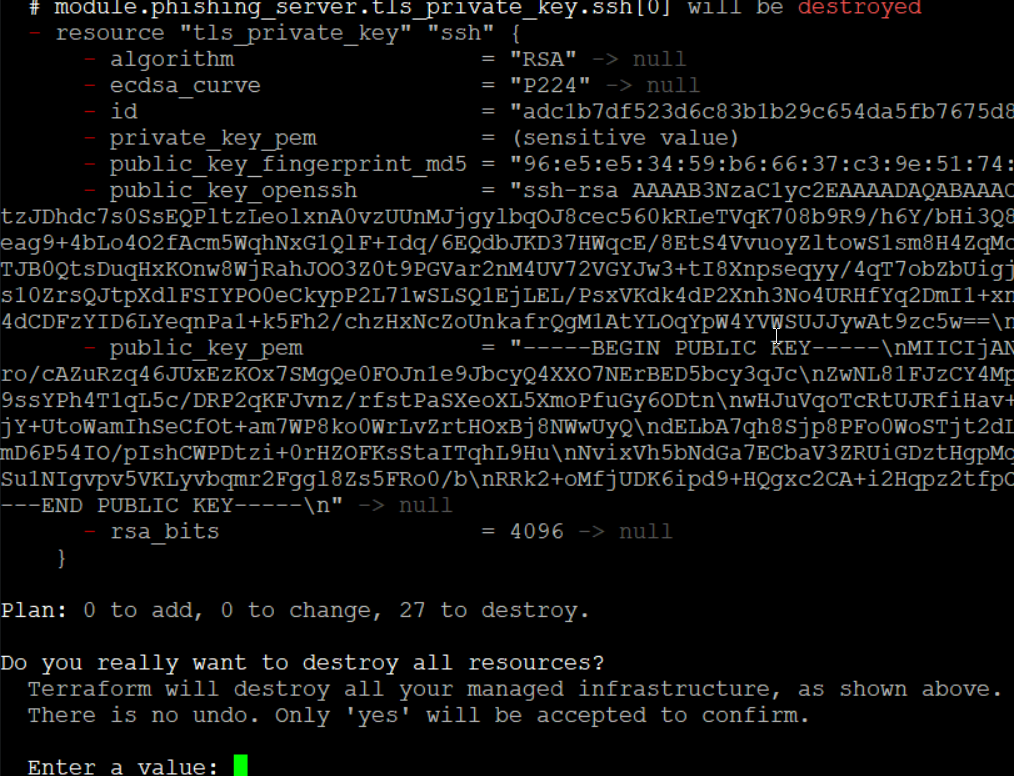 # module.phishing_server.tls_private_key.ssh[0] will be destroyed
- resource "tls_private_key" "ssh" {
- algorithm = "RSA" -> null
- ecdsa_curve = "P224" -> null
- id = "adc1b7df523d6c83b1b29c654da5fb7675d8
- private_key_pem = (sensitive value)
- public_key_fingerprint_md5 = "96:e5:e5:34:59:b6:66:37:c3:9e:51:74:
- public_key_openssh = "ssh-rsa AAAAB3NzaC1yc2EAAAADAQABAAAC
tzJDhdc7s0SsEQPltzLeolxnA0vzUUnMJjgylbqOJ8cec560kRLeTVqK708b9R9/h6Y/bHi3Q8
eag9+4bLo4O2fAcm5WqhNxG1QlF+Idq/6EQdbJKD37HWqcE/8EtS4VvuoyZltowS1sm8H4ZqMc
TJB0QtsDuqHxKOnw8WjRahJOO3Z0t9PGVar2nM4UV72VGYJw3+tI8Xnpseqyy/4qT7obZbUigj
s10ZrsQJtpXdlFSIYPO0eCkypP2L71wSLSQ1EjLEL/PsxVKdk4dP2Xnh3No4URHfYq2DmI1+xn
4dCDFzYID6LYeqnPa1+k5Fh2/chzHxNcZoUnkafrQgM1AtYLOqYpW4YVWSUJJywAt9zc5w==\n
- public_key_pem = "-----BEGIN PUBLIC KEY-----\nMIICIjAN
ro/cAZuRzq46JUxEzKOx7SMgQe0FOJn1e9JbcyQ4XXO7NErBED5bcy3qJc\nZwNL81FJzCY4Mp
9ssYPh4T1qL5c/DRP2qKFJvnz/rfstPaSXeoXL5XmoPfuGy6ODtn\nwHJuVqoTcRtUJRfiHav+
jY+UtoWamIhSeCfOt+am7WP8ko0WrLvZrtHOxBj8NWwUyQ\ndELbA7qh8Sjp8PFo0WoSTjt2dL
mD6P54IO/pIshCWPDtzi+0rHZOFKsStaITqhL9Hu\nNvixVh5bNdGa7ECbaV3ZRUiGDztHgpMq
Su1NIgvpv5VKLyvbqmr2Fggl8Zs5FRo0/b\nRRk2+oMfjUDK6ipd9+HQgxc2CA+i2Hqpz2tfpC
---END PUBLIC KEY-----\n" -> null
- rsa_bits = 4096 -> null
}
Plan: 0 to add, 0 to change, 27 to destroy.
Do you really want to destroy all resources?
Terraform will destroy all your managed infrastructure, as shown above.
There is no undo. Only 'yes' will be accepted to confirm.
Enter a value: